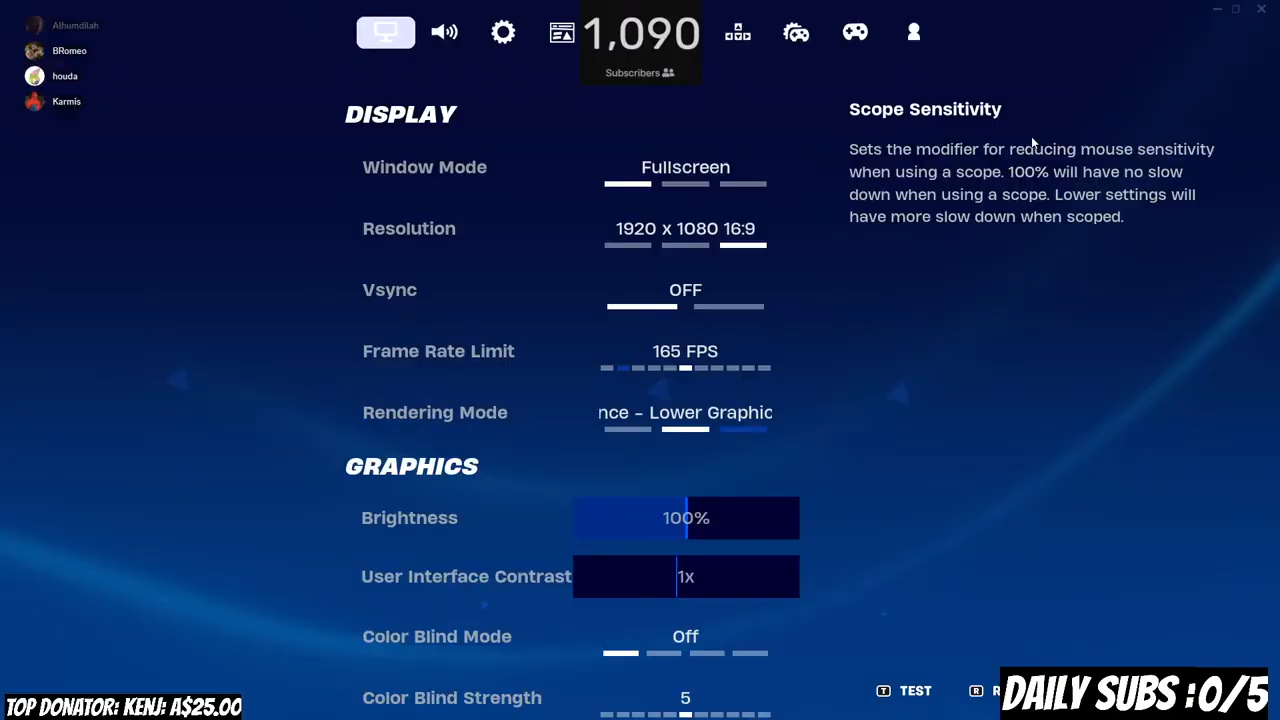 Alhumdilah
BRomeo
houda
Karmis
1,090
Subscribers
DISPLAY
Window Mode
Fullscreen
Resolution
1920 x 1080 16:9
Vsync
OFF
Frame Rate Limit
165 FPS
Rendering Mode
nce - Lower Graphic
GRAPHICS
Brightness
100%
User Interface Contrast
1x
Color Blind Mode
Off
Color Blind Strength
5
Scope Sensitivity
Sets the modifier for reducing mouse sensitivity
when using a scope. 100% will have no slow
down when using a scope. Lower settings will
have more slow down when scoped.
T TEST
R R
TOP DONATOR: KENJ: A$25.00
DAILY SUBS :0/5